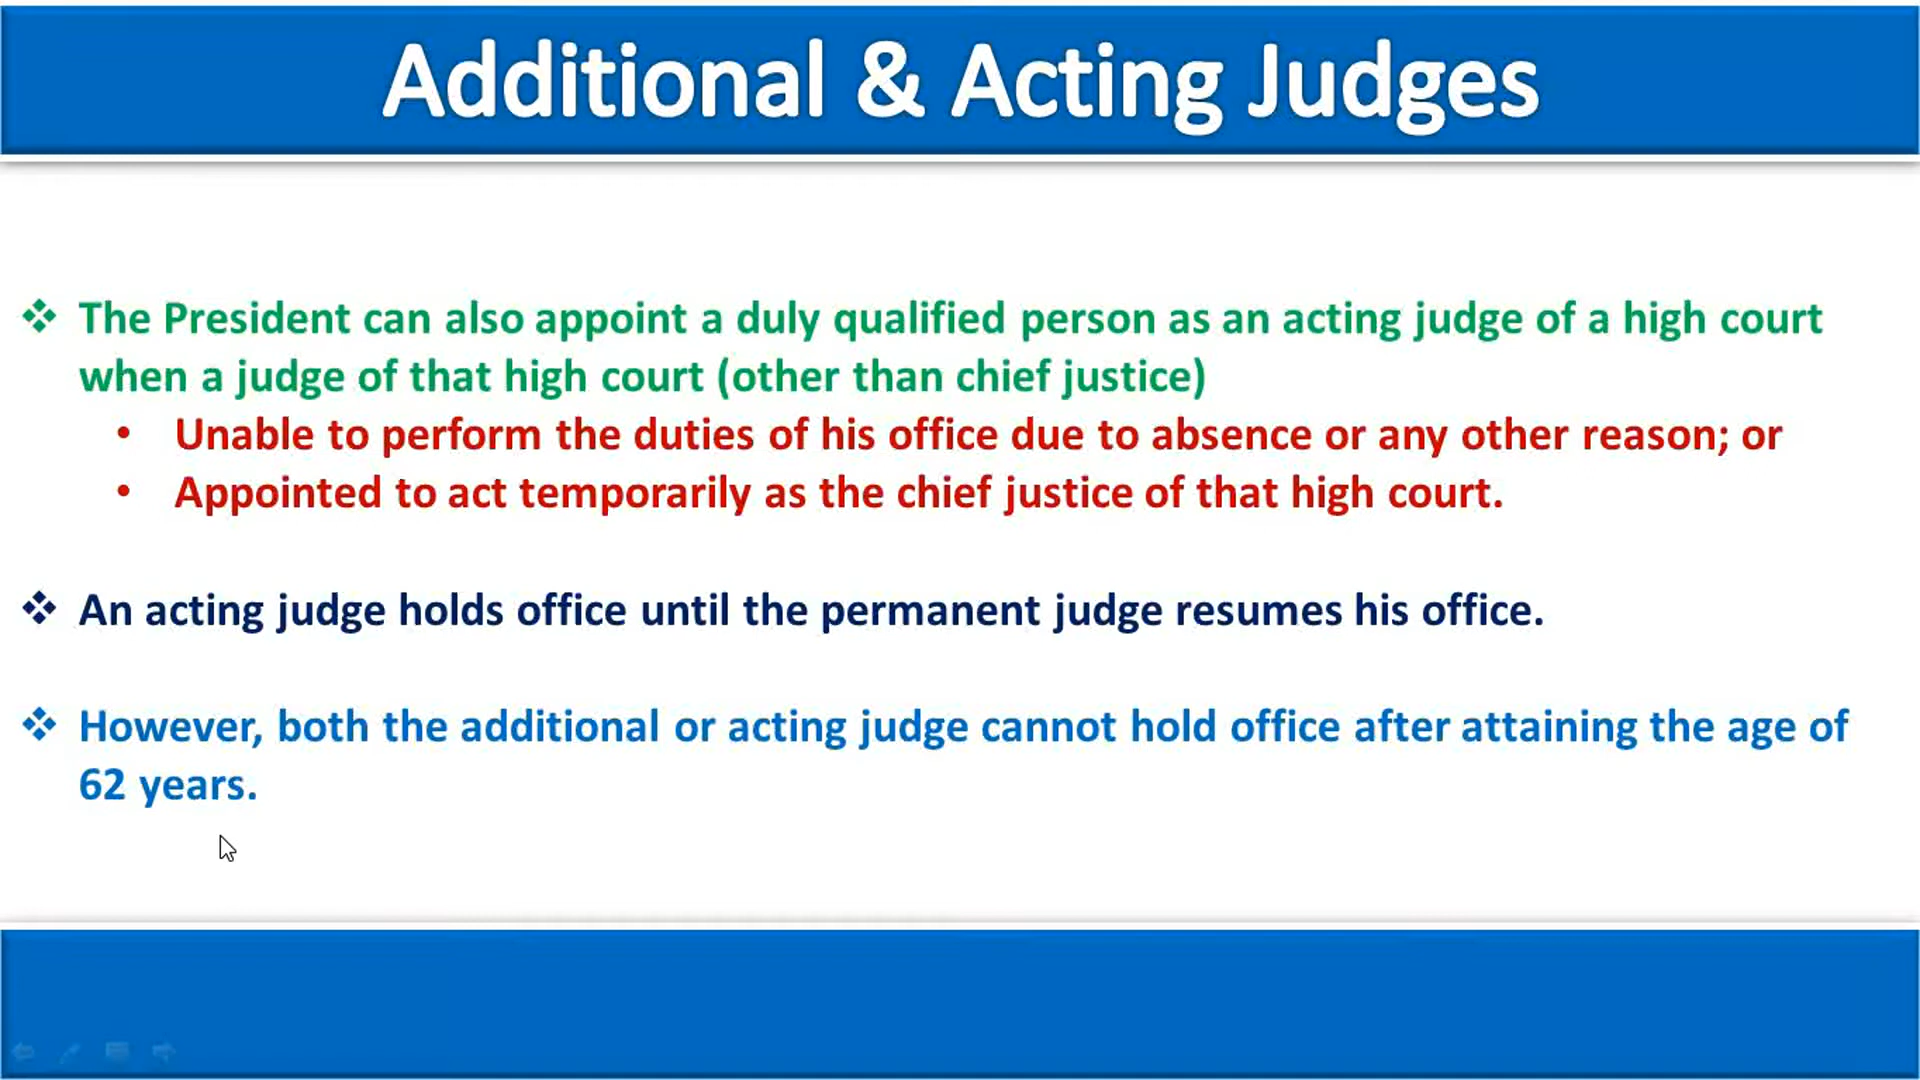 Additional & Acting Judges
❖ The President can also appoint a duly qualified person as an acting judge of a high court
when a judge of that high court (other than chief justice)
• Unable to perform the duties of his office due to absence or any other reason; or
• Appointed to act temporarily as the chief justice of that high court.
❖ An acting judge holds office until the permanent judge resumes his office.
❖ However, both the additional or acting judge cannot hold office after attaining the age of
62 years.